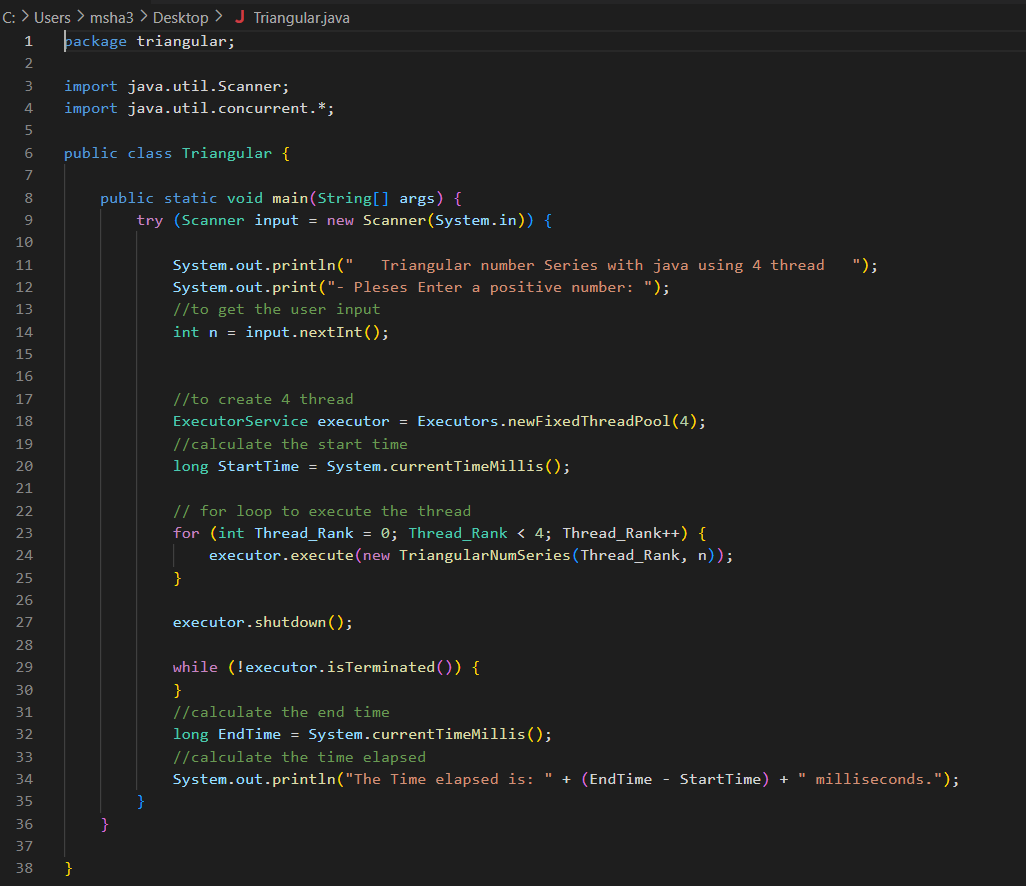 C: > Users > msha3 > Desktop > J Triangular.java
1 package triangular;
2
3 import java.util.Scanner;
4 import java.util.concurrent.*;
5
6 public class Triangular {
7
8 public static void main(String[] args) {
9 try (Scanner input = new Scanner(System.in)) {
10
11 System.out.println("   Triangular number Series with java using 4 thread   ");
12 System.out.print("- Pleses Enter a positive number: ");
13 //to get the user input
14 int n = input.nextInt();
15
16
17 //to create 4 thread
18 ExecutorService executor = Executors.newFixedThreadPool(4);
19 //calculate the start time
20 long StartTime = System.currentTimeMillis();
21
22 // for loop to execute the thread
23 for (int Thread_Rank = 0; Thread_Rank < 4; Thread_Rank++) {
24 executor.execute(new TriangularNumSeries(Thread_Rank, n));
25 }
26
27 executor.shutdown();
28
29 while (!executor.isTerminated()) {
30 }
31 //calculate the end time
32 long EndTime = System.currentTimeMillis();
33 //calculate the time elapsed
34 System.out.println("The Time elapsed is: " + (EndTime - StartTime) + " milliseconds.");
35 }
36 }
37
38 }